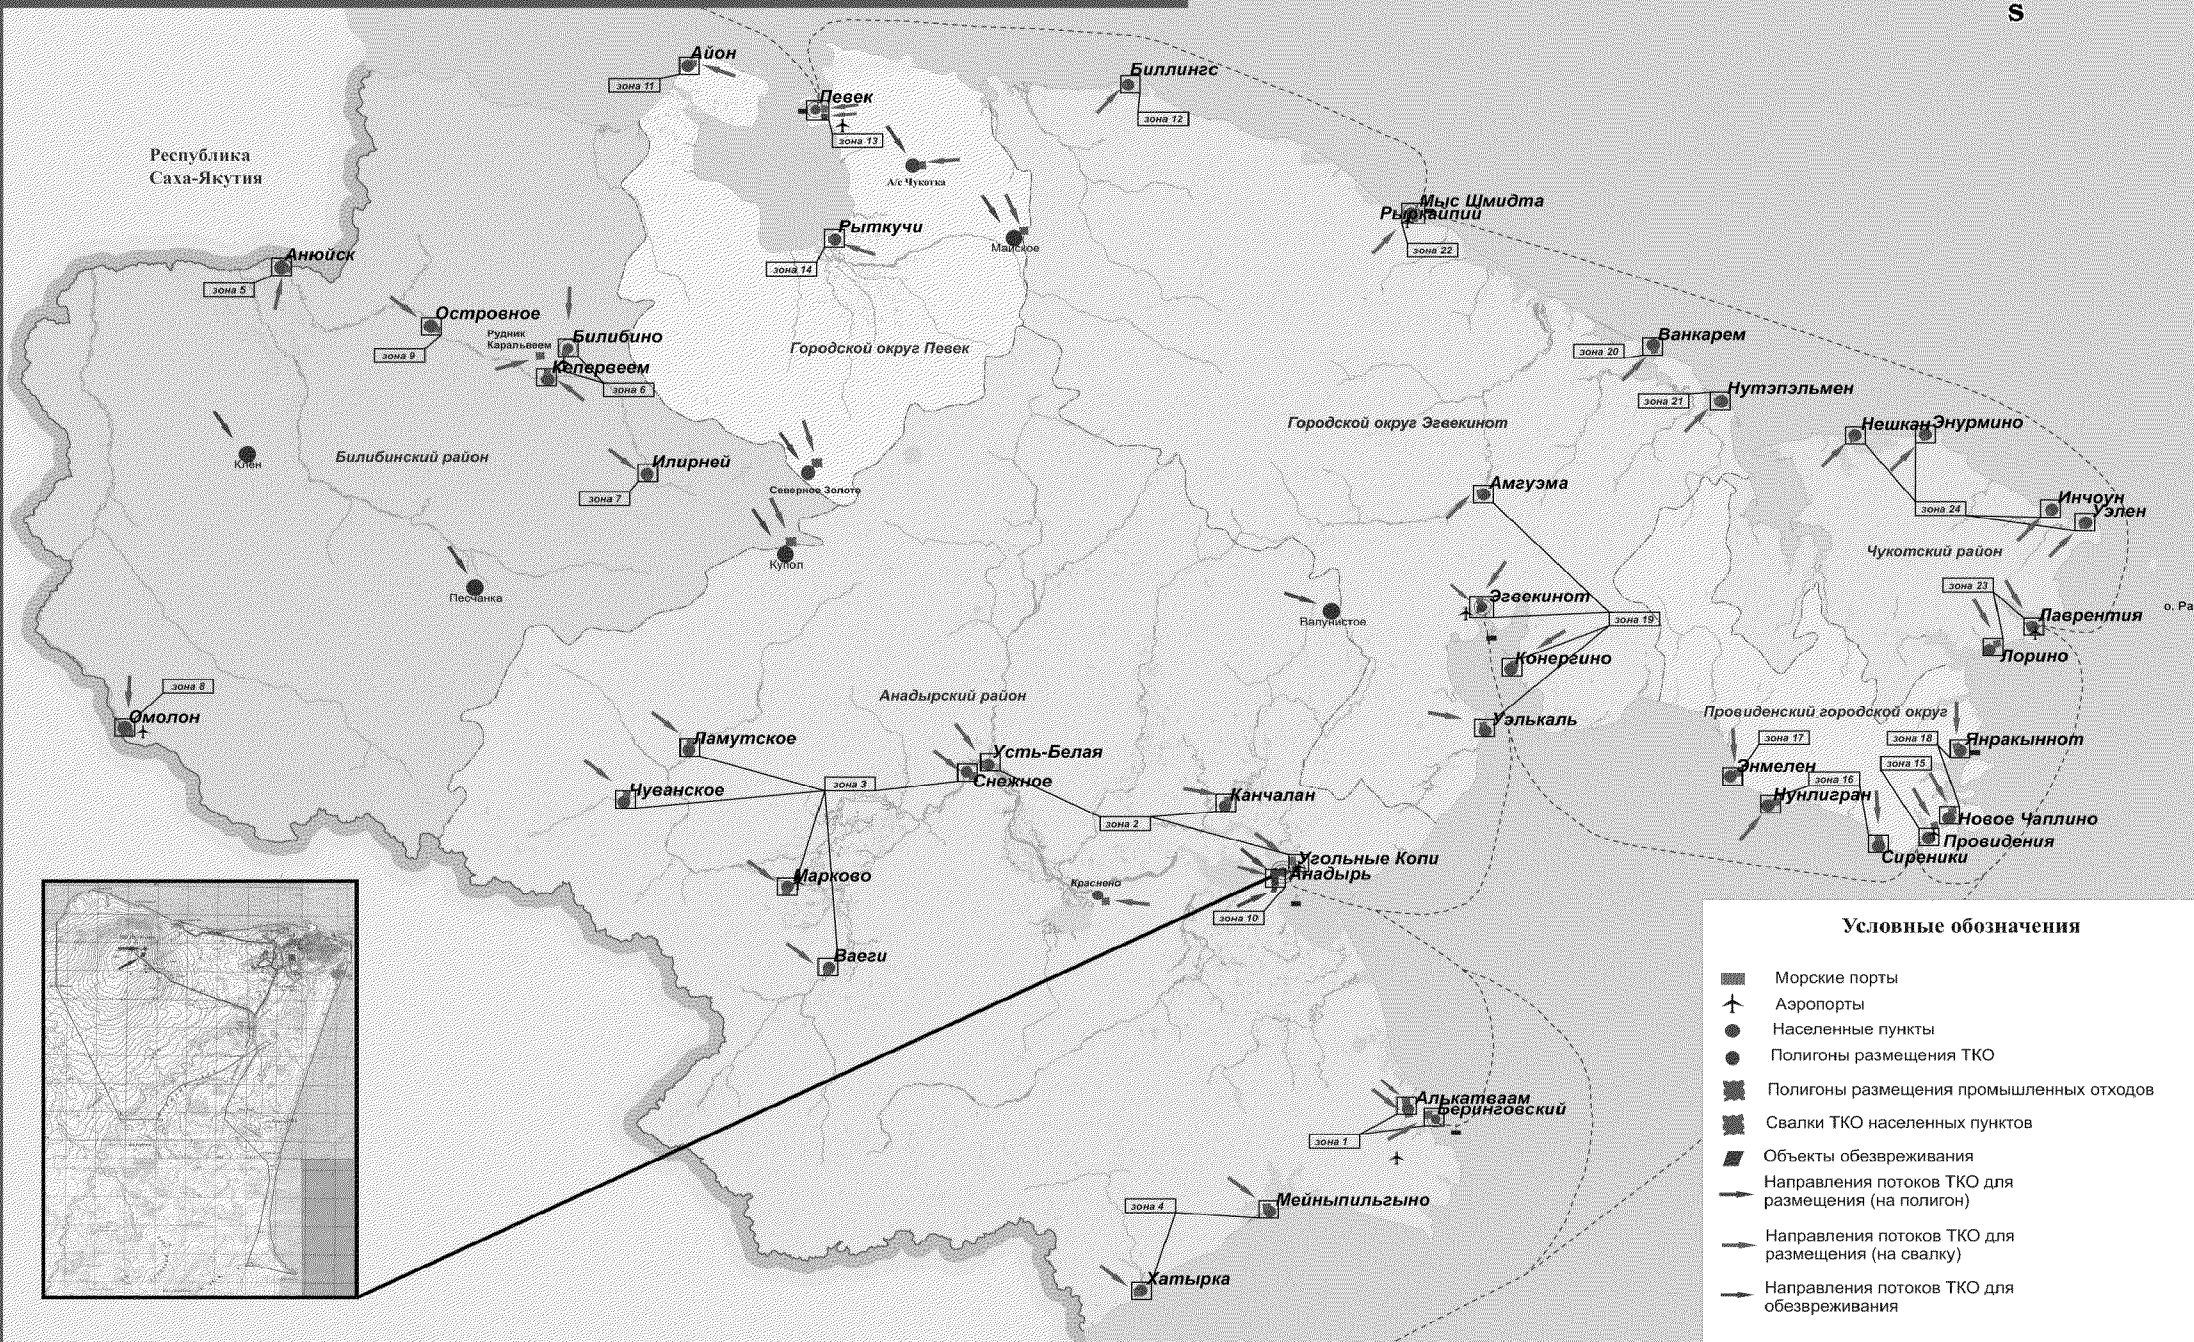 s
Айон
зона 11
Певек
зона 13
Биллингс
зона 12
Республика
Саха-Якутия
А/с Чукотка
Мыс Шмидта
Рыркайпий
зона 22
Рыткучи
зона 14
Майское
Анюйск
зона 5
Островное
зона 9
Рудник
Каральвеем
Билибино
Кепервеем
зона 6
Городской округ Певек
Ванкарем
зона 20
Нутэпэльмен
зона 21
Городской округ Эгвекинот
Нешкан
Энурмино
Клен
Билибинский район
Илирней
зона 7
Северное Золото
Амгуэма
Инчоун
Уэлен
зона 24
Чукотский район
Купол
Песчанка
зона 23
Эгвекинот
Валунистое
зона 19
Лаврентия
о. Ра
Лорино
Конергино
зона 8
Омолон
Анадырский район
Уэлькаль
Провиденский городской округ
Ламутское
Усть-Белая
Снежное
зона 3
Чуванское
зона 17
зона 18
Янракыннот
Энмелен
зона 16
зона 15
Нунлигран
Канчалан
зона 2
Новое Чаплино
Провидения
Сиреники
Угольные Копи
Анадырь
Марково
Краснено
зона 10
Ваеги
Алькатваам
Беринговский
зона 1
Мейныпильгыно
зона 4
Хатырка
Условные обозначения
Морские порты
Аэропорты
Населенные пункты
Полигоны размещения ТКО
Полигоны размещения промышленных отходов
Свалки ТКО населенных пунктов
Объекты обезвреживания
Направления потоков ТКО для
размещения (на полигон)
Направления потоков ТКО для
размещения (на свалку)
Направления потоков ТКО для
обезвреживания